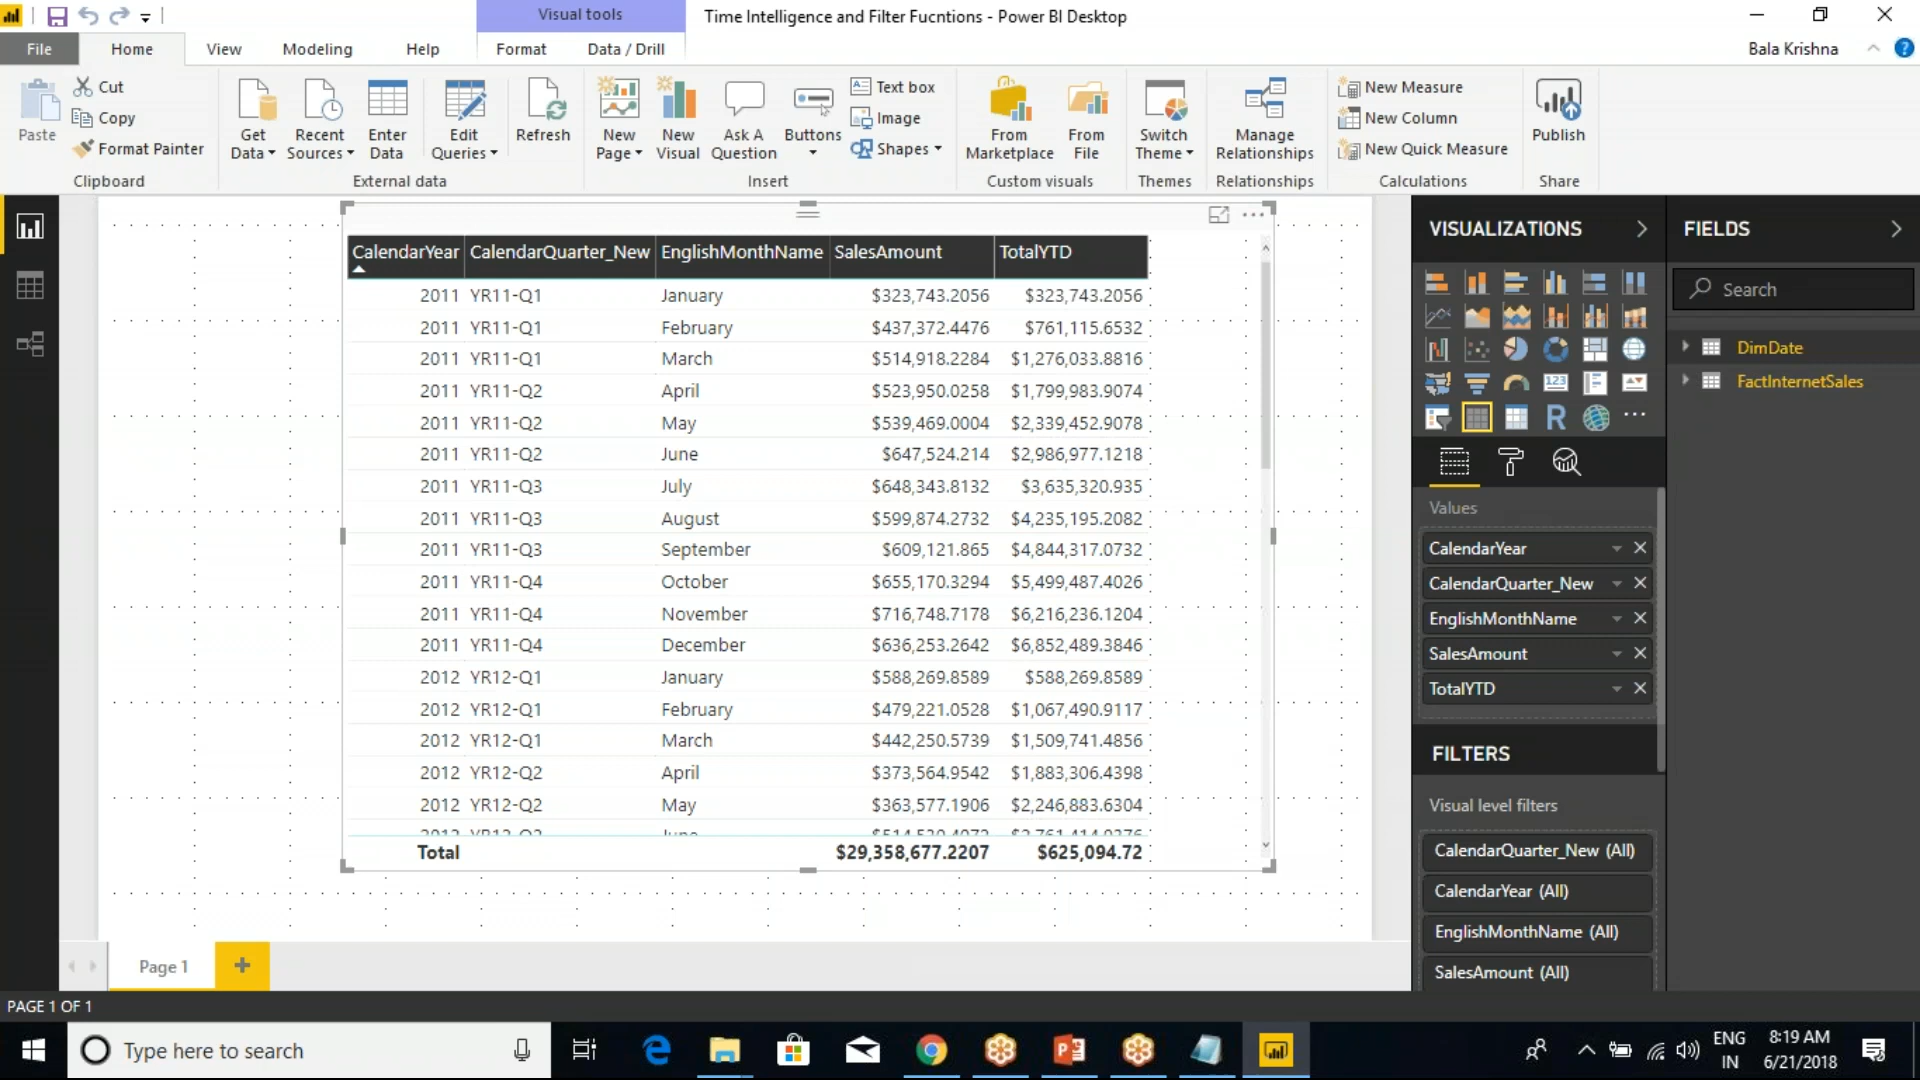 Visual tools
Time Intelligence and Filter Fucntions - Power BI Desktop
File Home View Modeling Help Format Data / Drill
Bala Krishna
Paste
Cut
Copy
Format Painter
Clipboard
Get Data
Recent Sources
Enter Data
Edit Queries
External data
Refresh
New Page
New Visual
Ask A Question
Buttons
Text box
Image
Shapes
Insert
From Marketplace
From File
Custom visuals
Switch Theme
Themes
Manage Relationships
Relationships
New Measure
New Column
New Quick Measure
Calculations
Publish
Share
CalendarYear CalendarQuarter_New EnglishMonthName SalesAmount TotalYTD
2011 YR11-Q1 January $323,743.2056 $323,743.2056
2011 YR11-Q1 February $437,372.4476 $761,115.6532
2011 YR11-Q1 March $514,918.2284 $1,276,033.8816
2011 YR11-Q2 April $523,950.0258 $1,799,983.9074
2011 YR11-Q2 May $539,469.0004 $2,339,452.9078
2011 YR11-Q2 June $647,524.214 $2,986,977.1218
2011 YR11-Q3 July $648,343.8132 $3,635,320.935
2011 YR11-Q3 August $599,874.2732 $4,235,195.2082
2011 YR11-Q3 September $609,121.865 $4,844,317.0732
2011 YR11-Q4 October $655,170.3294 $5,499,487.4026
2011 YR11-Q4 November $716,748.7178 $6,216,236.1204
2011 YR11-Q4 December $636,253.2642 $6,852,489.3846
2012 YR12-Q1 January $588,269.8589 $588,269.8589
2012 YR12-Q1 February $479,221.0528 $1,067,490.9117
2012 YR12-Q1 March $442,250.5739 $1,509,741.4856
2012 YR12-Q2 April $373,564.9542 $1,883,306.4398
2012 YR12-Q2 May $363,577.1906 $2,246,883.6304
2012 YR12-Q2 June
Total $29,358,677.2207 $625,094.72
VISUALIZATIONS
R
Values
CalendarYear
CalendarQuarter_New
EnglishMonthName
SalesAmount
TotalYTD
FILTERS
Visual level filters
CalendarQuarter_New (All)
CalendarYear (All)
EnglishMonthName (All)
SalesAmount (All)
FIELDS
Search
DimDate
FactInternetSales
Page 1
PAGE 1 OF 1
Type here to search
ENG
IN
8:19 AM
6/21/2018